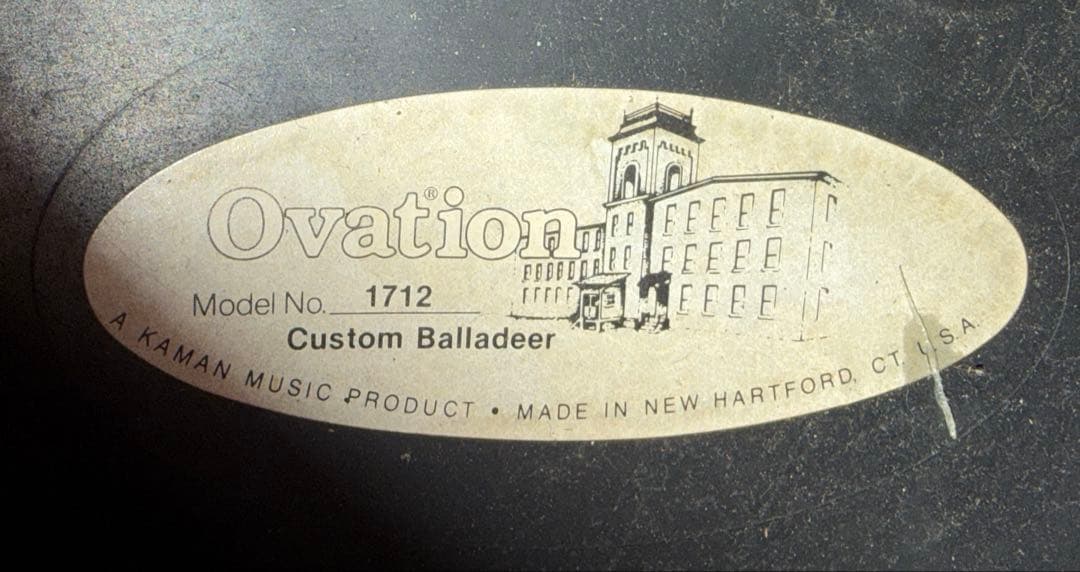 Ovation®
Model No. 1712
Custom Balladeer
A KAMAN MUSIC PRODUCT • MADE IN NEW HARTFORD, CT. U.S.A.